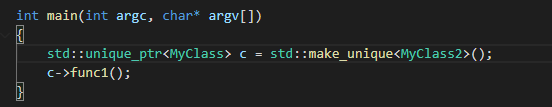 int main(int argc, char* argv[])
{
    std::unique_ptr<MyClass> c = std::make_unique<MyClass2>();
    c->func1();
}